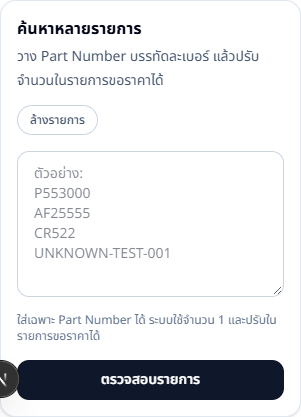 ค้นหาหลายรายการ
วาง Part Number บรรทัดละเบอร์ แล้วปรับ
จำนวนในรายการขอราคาได้
ล้างรายการ
ตัวอย่าง:
P553000
AF25555
CR522
UNKNOWN-TEST-001
ใส่เฉพาะ Part Number ได้ ระบบใช้จำนวน 1 และปรับใน
รายการขอราคาได้
ตรวจสอบรายการ